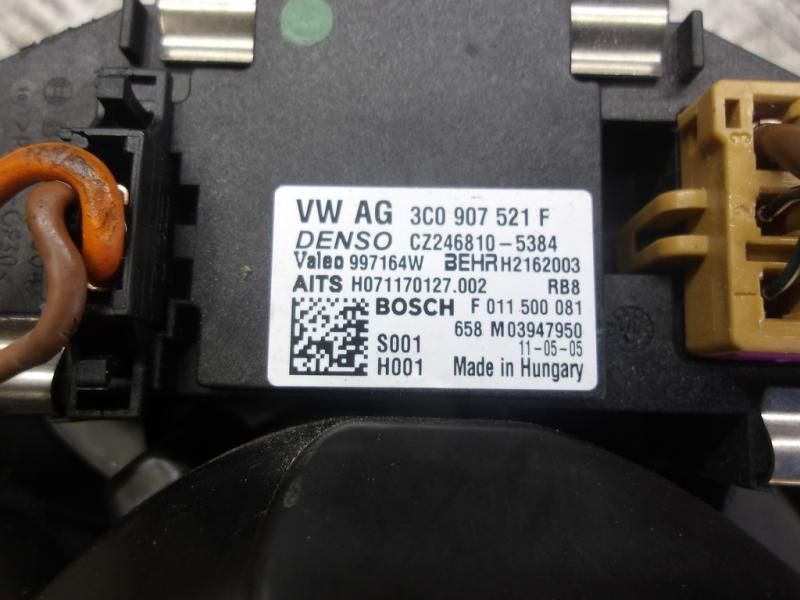 VW AG 3C0 907 521 F
DENSO CZ246810-5384
Valeo 997164W BEHR H2162003
AITS H071170127.002 RB8
BOSCH F 011 500 081
658 M03947950
S001 11-05-05
H001 Made in Hungary